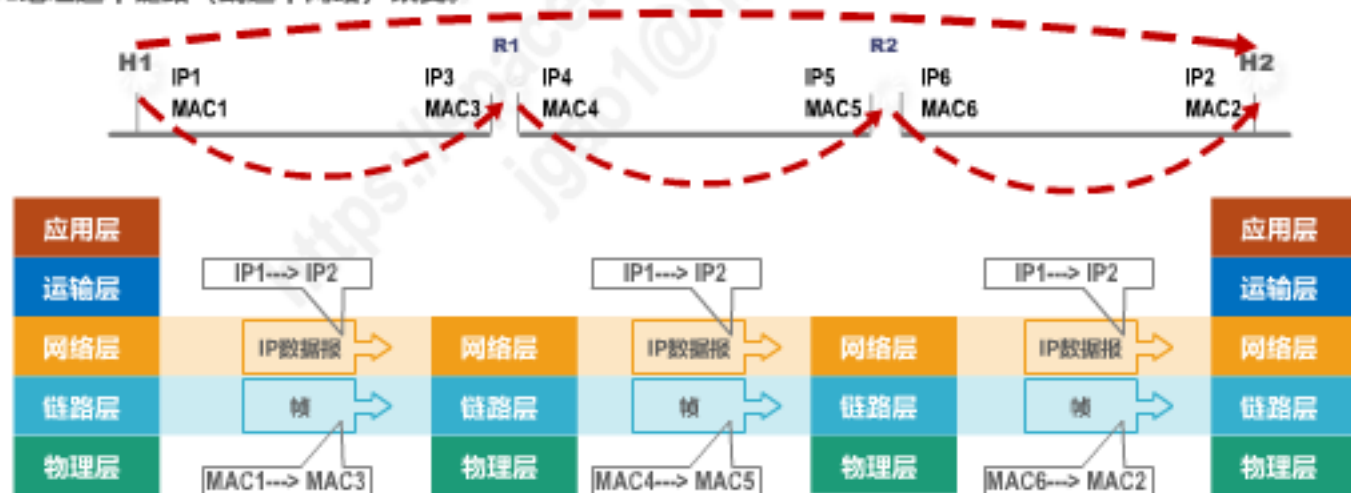 H1 R1 R2 H2
IP1 IP3 IP4 IP5 IP6 IP2
MAC1 MAC3 MAC4 MAC5 MAC6 MAC2
应用层 应用层
运输层 IP1---> IP2 IP1---> IP2 IP1---> IP2 运输层
网络层 IP数据报 网络层 IP数据报 网络层 IP数据报 网络层
链路层 帧 链路层 帧 链路层 帧 链路层
物理层 MAC1---> MAC3 物理层 MAC4---> MAC5 物理层 MAC6---> MAC2 物理层